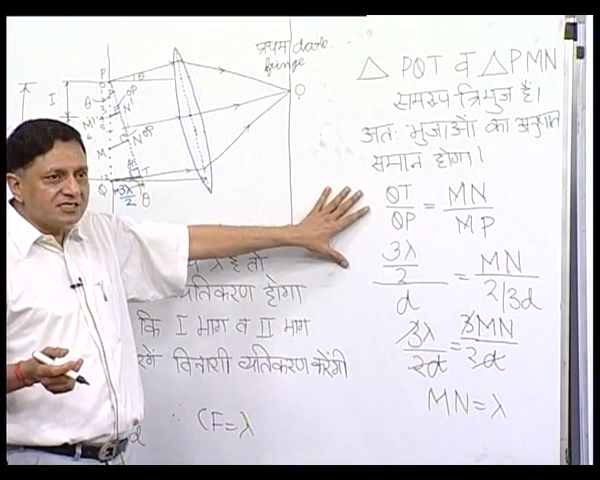 प्रथम dark
fringe
P
θ
I
θ
N'
M'
M
N
T
Q
3λ/2
θ
O
△ PQT व △PMN
समरूप त्रिभुज हैं।
अतः भुजाओं का अनुपात
समान होगा।
QT/QP = MN/MP
3λ/2/d = MN/2/3d
3λ/2d = 3MN/2d
MN = λ
λ है तो
व्यतिकरण होगा
कि I भाग व II भाग
विनाशी व्यतिकरण करेंगी
∵ CF = λ